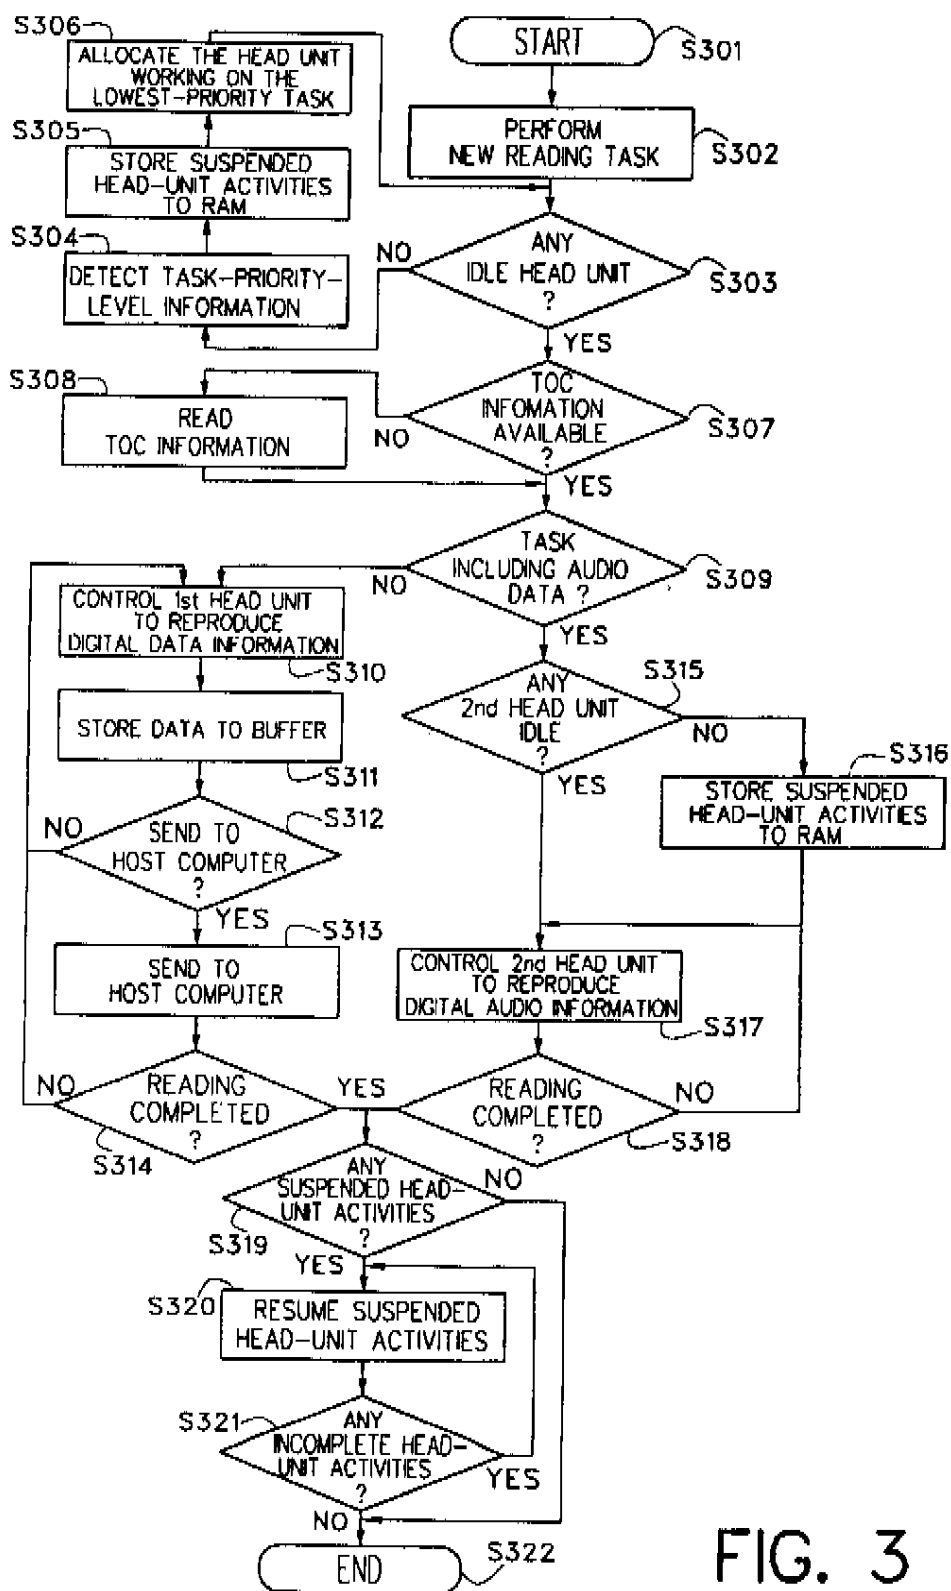 START
S301
PERFORM
NEW READING TASK
S302
ANY
IDLE HEAD UNIT
?
S303
NO
YES
S304
DETECT TASK-PRIORITY-
LEVEL INFORMATION
S305
STORE SUSPENDED
HEAD-UNIT ACTIVITIES
TO RAM
S306
ALLOCATE THE HEAD UNIT
WORKING ON THE
LOWEST-PRIORITY TASK
TOC
INFOMATION
AVAILABLE
?
S307
NO
YES
S308
READ
TOC INFORMATION
TASK
INCLUDING AUDIO
DATA ?
S309
NO
YES
CONTROL 1st HEAD UNIT
TO REPRODUCE
DIGITAL DATA INFORMATION
S310
STORE DATA TO BUFFER
S311
SEND TO
HOST COMPUTER
?
S312
NO
YES
S313
SEND TO
HOST COMPUTER
READING
COMPLETED
?
S314
NO
YES
ANY
2nd HEAD UNIT
IDLE
?
S315
NO
YES
S316
STORE SUSPENDED
HEAD-UNIT ACTIVITIES
TO RAM
CONTROL 2nd HEAD UNIT
TO REPRODUCE
DIGITAL AUDIO INFORMATION
S317
READING
COMPLETED
?
S318
NO
ANY
SUSPENDED HEAD-
UNIT ACTIVITIES
?
S319
NO
YES
S320
RESUME SUSPENDED
HEAD-UNIT ACTIVITIES
S321
ANY
INCOMPLETE HEAD-
UNIT ACTIVITIES
?
YES
NO
END
S322
FIG. 3